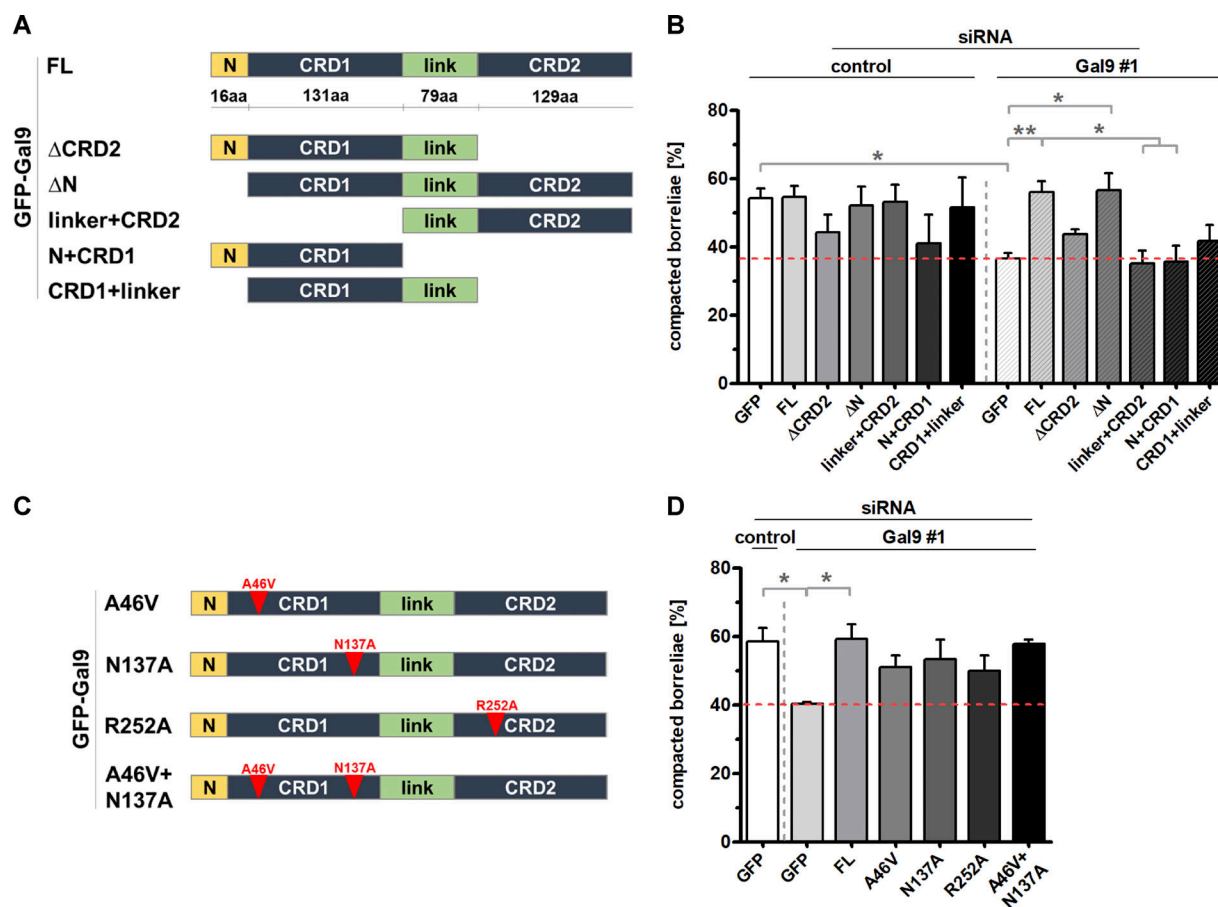 A
GFP-Gal9
FL
N CRD1 link CRD2
16aa 131aa 79aa 129aa
ΔCRD2
N CRD1 link
ΔN
CRD1 link CRD2
linker+CRD2
link CRD2
N+CRD1
N CRD1
CRD1+linker
CRD1 link
B
siRNA
control Gal9 #1
*
** *
*
compacted borreliae [%]
80
60
40
20
0
GFP FL ΔCRD2 ΔN linker+CRD2 N+CRD1 CRD1+linker GFP FL ΔCRD2 ΔN linker+CRD2 N+CRD1 CRD1+linker
C
GFP-Gal9
A46V
A46V
N CRD1 link CRD2
N137A
N137A
N CRD1 link CRD2
R252A
R252A
N CRD1 link CRD2
A46V+
N137A
A46V N137A
N CRD1 link CRD2
D
siRNA
control Gal9 #1
* *
compacted borreliae [%]
80
60
40
20
0
GFP GFP FL A46V N137A R252A A46V+
N137A